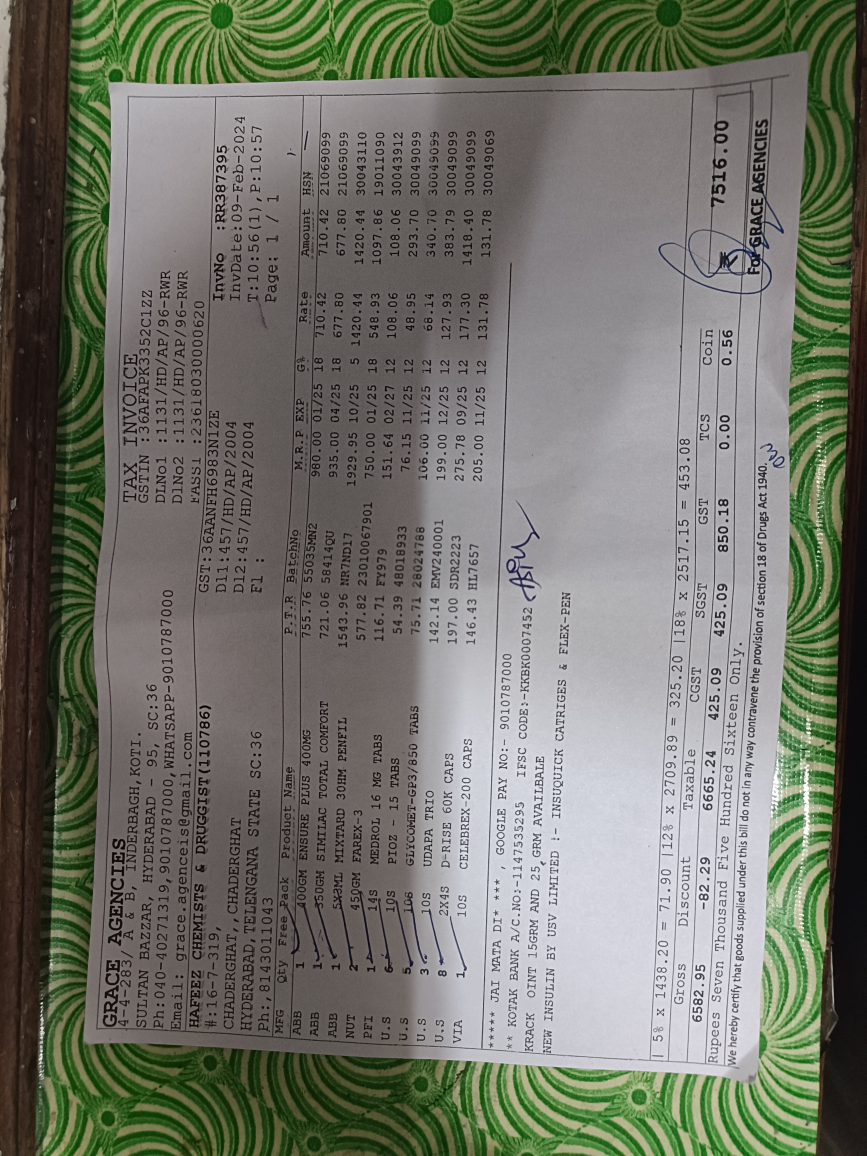 TAX INVOICE
GRACE AGENCIES
4-4-283, A & B, INDERBAGH,KOTI.
SULTAN BAZZAR, HYDERABAD - 95, SC:36
Ph:040-40271319,9010787000,WHATSAPP-9010787000
Email: grace.agenceis@gmail.com
GSTIN :36AFAPK3352C1ZZ
DLNo1 :1131/HD/AP/96-RWR
DlNo2 :1131/HD/AP/96-RWR
FASS1 :23618030000620
HAFEEZ CHEMISTS & DRUGGIST(110786)
#:16-7-319,
CHADERGHAT,,CHADERGHAT
HYDERABAD,TELENGANA STATE SC:36
Ph:,8143011043
GST:36AANFH6983N1ZE
Dl1:457/HD/AP/2004
Dl2:457/HD/AP/2004
Fl :
InvNo :RR387395
InvDate:09-Feb-2024
T:10:56(1),P:10:57
Page: 1 / 1
MFG Qty Free Pack Product Name P.T.R BatchNo M.R.P EXP G% Rate Amount HSN
ABB 1 400GM ENSURE PLUS 400MG 755.76 55035MN2 980.00 01/25 18 710.42 710.42 21069099
ABB 1 350GM SIMILAC TOTAL COMFORT 721.06 58414QU 935.00 04/25 18 677.80 677.80 21069099
ABB 1 5X3ML MIXTARD 30HM PENFIL 1543.96 NR7ND17 1929.95 10/25 5 1420.44 1420.44 30043110
NUT 2 450GM FAREX-3 577.82 23010067901 750.00 01/25 18 548.93 1097.86 19011090
PFI 1 14S MEDROL 16 MG TABS 116.71 FY979 151.64 02/27 12 108.06 108.06 30043912
U.S 6 10S PIOZ - 15 TABS 54.39 48018933 76.15 11/25 12 48.95 293.70 30049099
U.S 5 10S GLYCOMET-GP3/850 TABS 75.71 28024788 106.00 11/25 12 68.14 340.70 30049099
U.S 3 10S UDAPA TRIO 142.14 EMV240001 199.00 12/25 12 127.93 383.79 30049099
U.S 8 2X4S D-RISE 60K CAPS 197.00 SDR2223 275.78 09/25 12 177.30 1418.40 30049099
VIA 1 10S CELEBREX-200 CAPS 146.43 HL7657 205.00 11/25 12 131.78 131.78 30049069
***** JAI MATA DI* *** , GOOGLE PAY NO:- 9010787000
** KOTAK BANK A/C.NO:-1147535295 IFSC CODE:-KKBK0007452
KRACK OINT 15GRM AND 25 GRM AVAILBALE
NEW INSULIN BY USV LIMITED :- INSUQUICK CATRIGES & FLEX-PEN
| 5% x 1438.20 = 71.90 |12% x 2709.89 = 325.20 |18% x 2517.15 = 453.08
Gross Discount Taxable CGST SGST GST TCS Coin
6582.95 -82.29 6665.24 425.09 425.09 850.18 0.00 0.56
₹ 7516.00
Rupees Seven Thousand Five Hundred Sixteen Only.
We hereby certify that goods supplied under this bill do not in any way contravene the provision of section 18 of Drugs Act 1940.
For GRACE AGENCIES